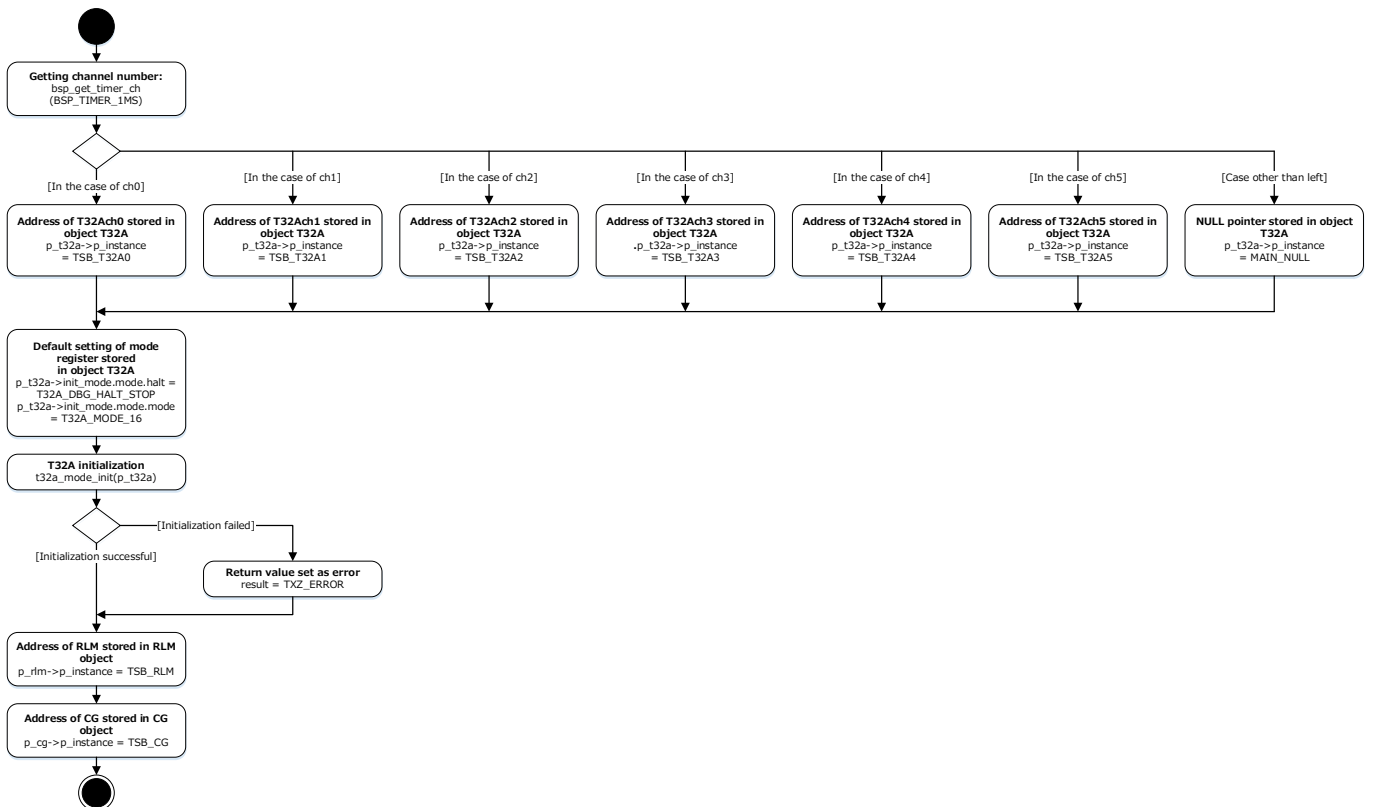 Getting channel number:
bsp_get_timer_ch
(BSP_TIMER_1MS)
[In the case of ch0]
[In the case of ch1]
[In the case of ch2]
[In the case of ch3]
[In the case of ch4]
[In the case of ch5]
[Case other than left]
Address of T32Ach0 stored in
object T32A
p_t32a->p_instance
= TSB_T32A0
Address of T32Ach1 stored in
object T32A
p_t32a->p_instance
= TSB_T32A1
Address of T32Ach2 stored in
object T32A
p_t32a->p_instance
= TSB_T32A2
Address of T32Ach3 stored in
object T32A
.p_t32a->p_instance
= TSB_T32A3
Address of T32Ach4 stored in
object T32A
p_t32a->p_instance
= TSB_T32A4
Address of T32Ach5 stored in
object T32A
p_t32a->p_instance
= TSB_T32A5
NULL pointer stored in object
T32A
p_t32a->p_instance
= MAIN_NULL
Default setting of mode
register stored
in object T32A
p_t32a->init_mode.mode.halt =
T32A_DBG_HALT_STOP
p_t32a->init_mode.mode.mode
= T32A_MODE_16
T32A initialization
t32a_mode_init(p_t32a)
[Initialization failed]
[Initialization successful]
Return value set as error
result = TXZ_ERROR
Address of RLM stored in RLM
object
p_rlm->p_instance = TSB_RLM
Address of CG stored in CG
object
p_cg->p_instance = TSB_CG